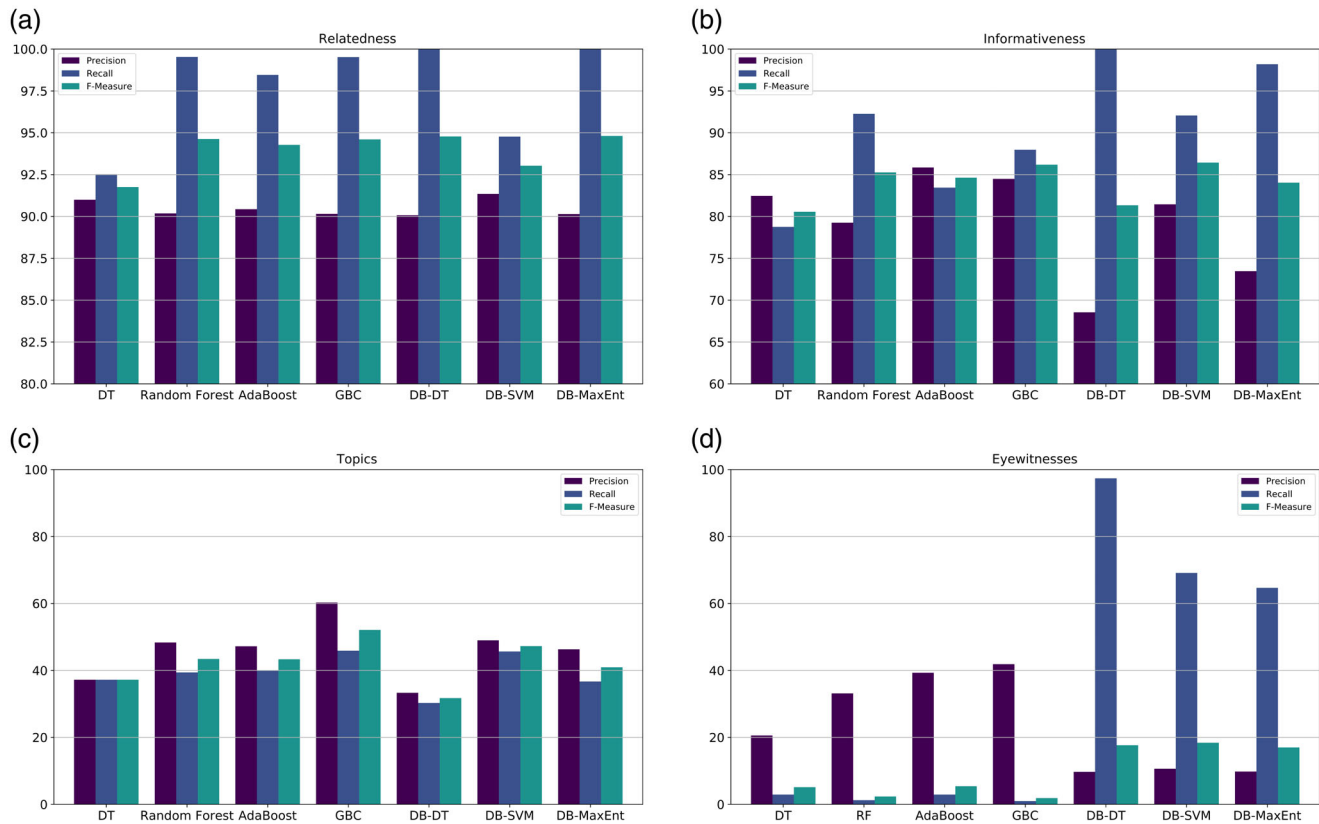 (a)
Relatedness
100.0
97.5
95.0
92.5
90.0
87.5
85.0
82.5
80.0
Precision
Recall
F-Measure
DT Random Forest AdaBoost GBC DB-DT DB-SVM DB-MaxEnt
(b)
Informativeness
100
95
90
85
80
75
70
65
60
Precision
Recall
F-Measure
DT Random Forest AdaBoost GBC DB-DT DB-SVM DB-MaxEnt
(c)
Topics
100
80
60
40
20
0
Precision
Recall
F-Measure
DT Random Forest AdaBoost GBC DB-DT DB-SVM DB-MaxEnt
(d)
Eyewitnesses
100
80
60
40
20
0
Precision
Recall
F-Measure
DT RF AdaBoost GBC DB-DT DB-SVM DB-MaxEnt